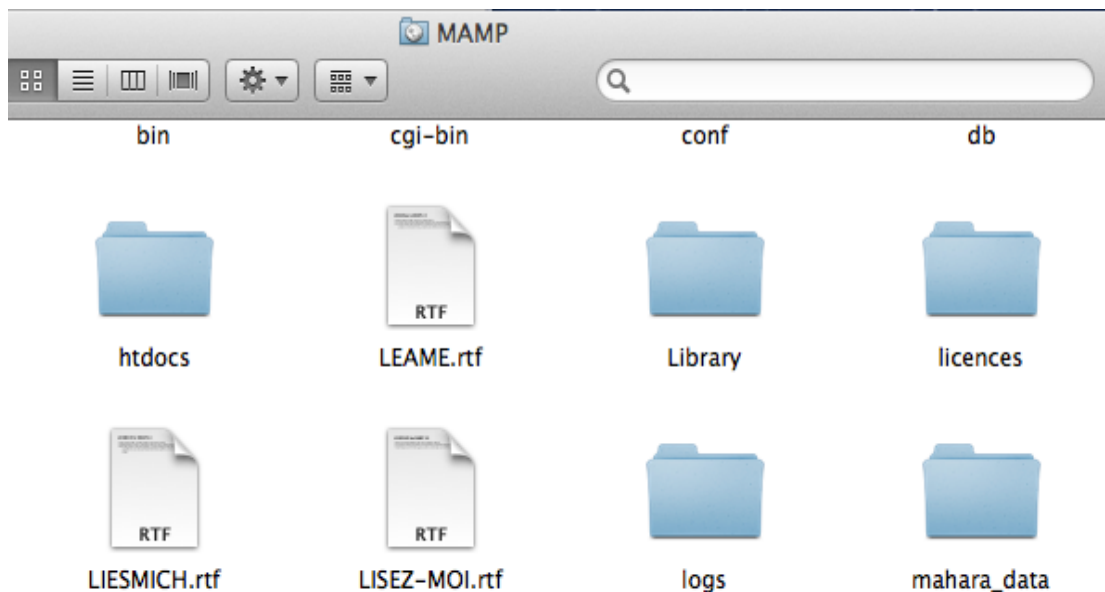 MAMP
bin cgi-bin conf db
RTF
htdocs LEAME.rtf Library licences
RTF RTF
LIESMICH.rtf LISEZ-MOI.rtf logs mahara_data